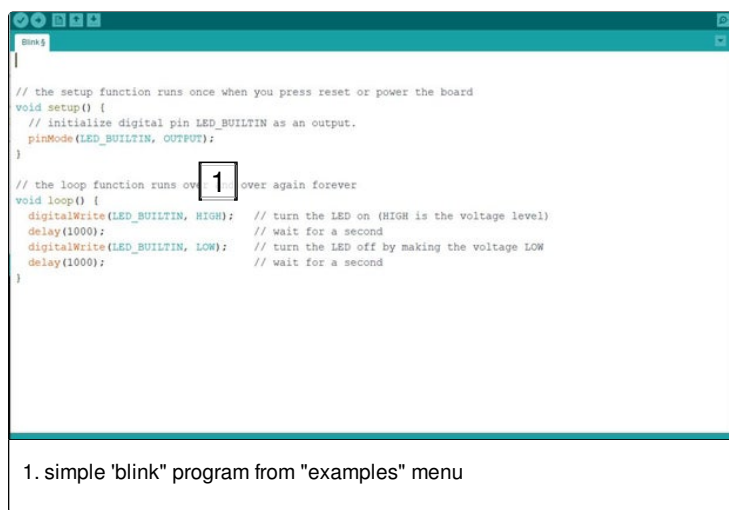 Blink §
// the setup function runs once when you press reset or power the board
void setup() {
  // initialize digital pin LED_BUILTIN as an output.
  pinMode(LED_BUILTIN, OUTPUT);
}
// the loop function runs over and over again forever
1
void loop() {
  digitalWrite(LED_BUILTIN, HIGH);   // turn the LED on (HIGH is the voltage level)
  delay(1000);                       // wait for a second
  digitalWrite(LED_BUILTIN, LOW);    // turn the LED off by making the voltage LOW
  delay(1000);                       // wait for a second
}
1. simple 'blink" program from "examples" menu